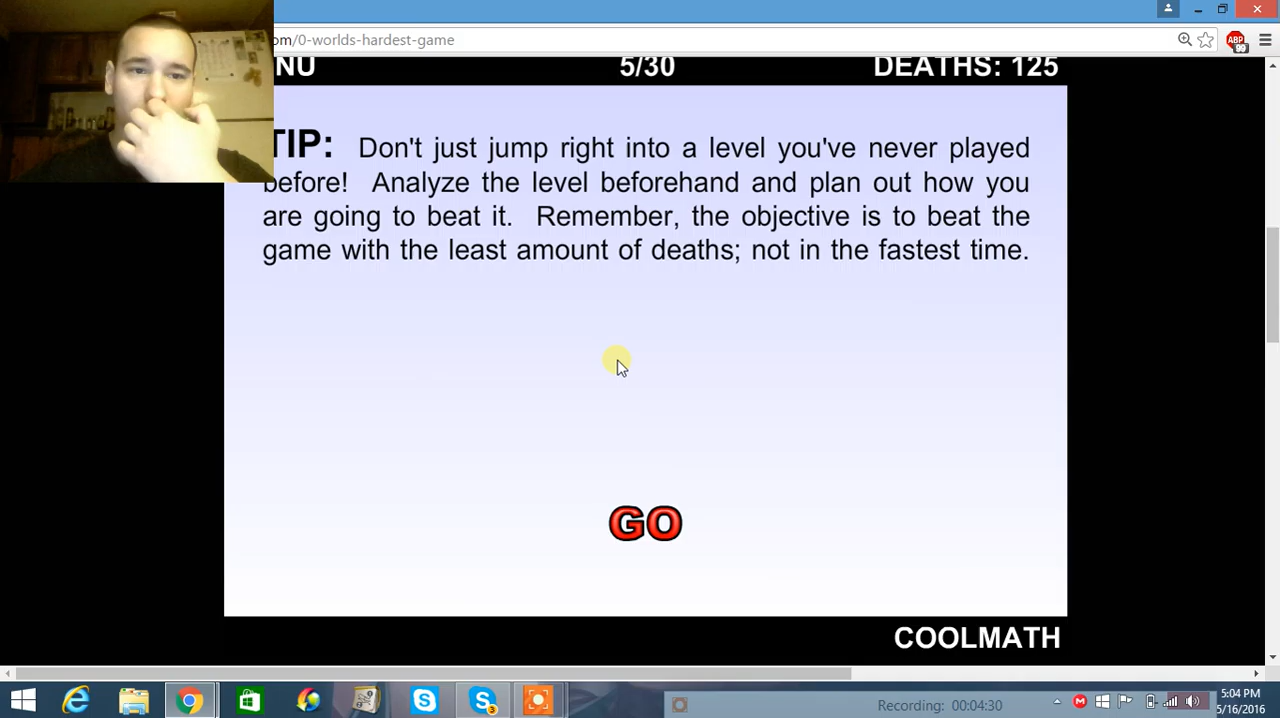 om/0-worlds-hardest-game
ABP
99
NU 5/30 DEATHS: 125
TIP: Don't just jump right into a level you've never played
before! Analyze the level beforehand and plan out how you
are going to beat it. Remember, the objective is to beat the
game with the least amount of deaths; not in the fastest time.
GO
COOLMATH
3
Recording: 00:04:30
5:04 PM
5/16/2016